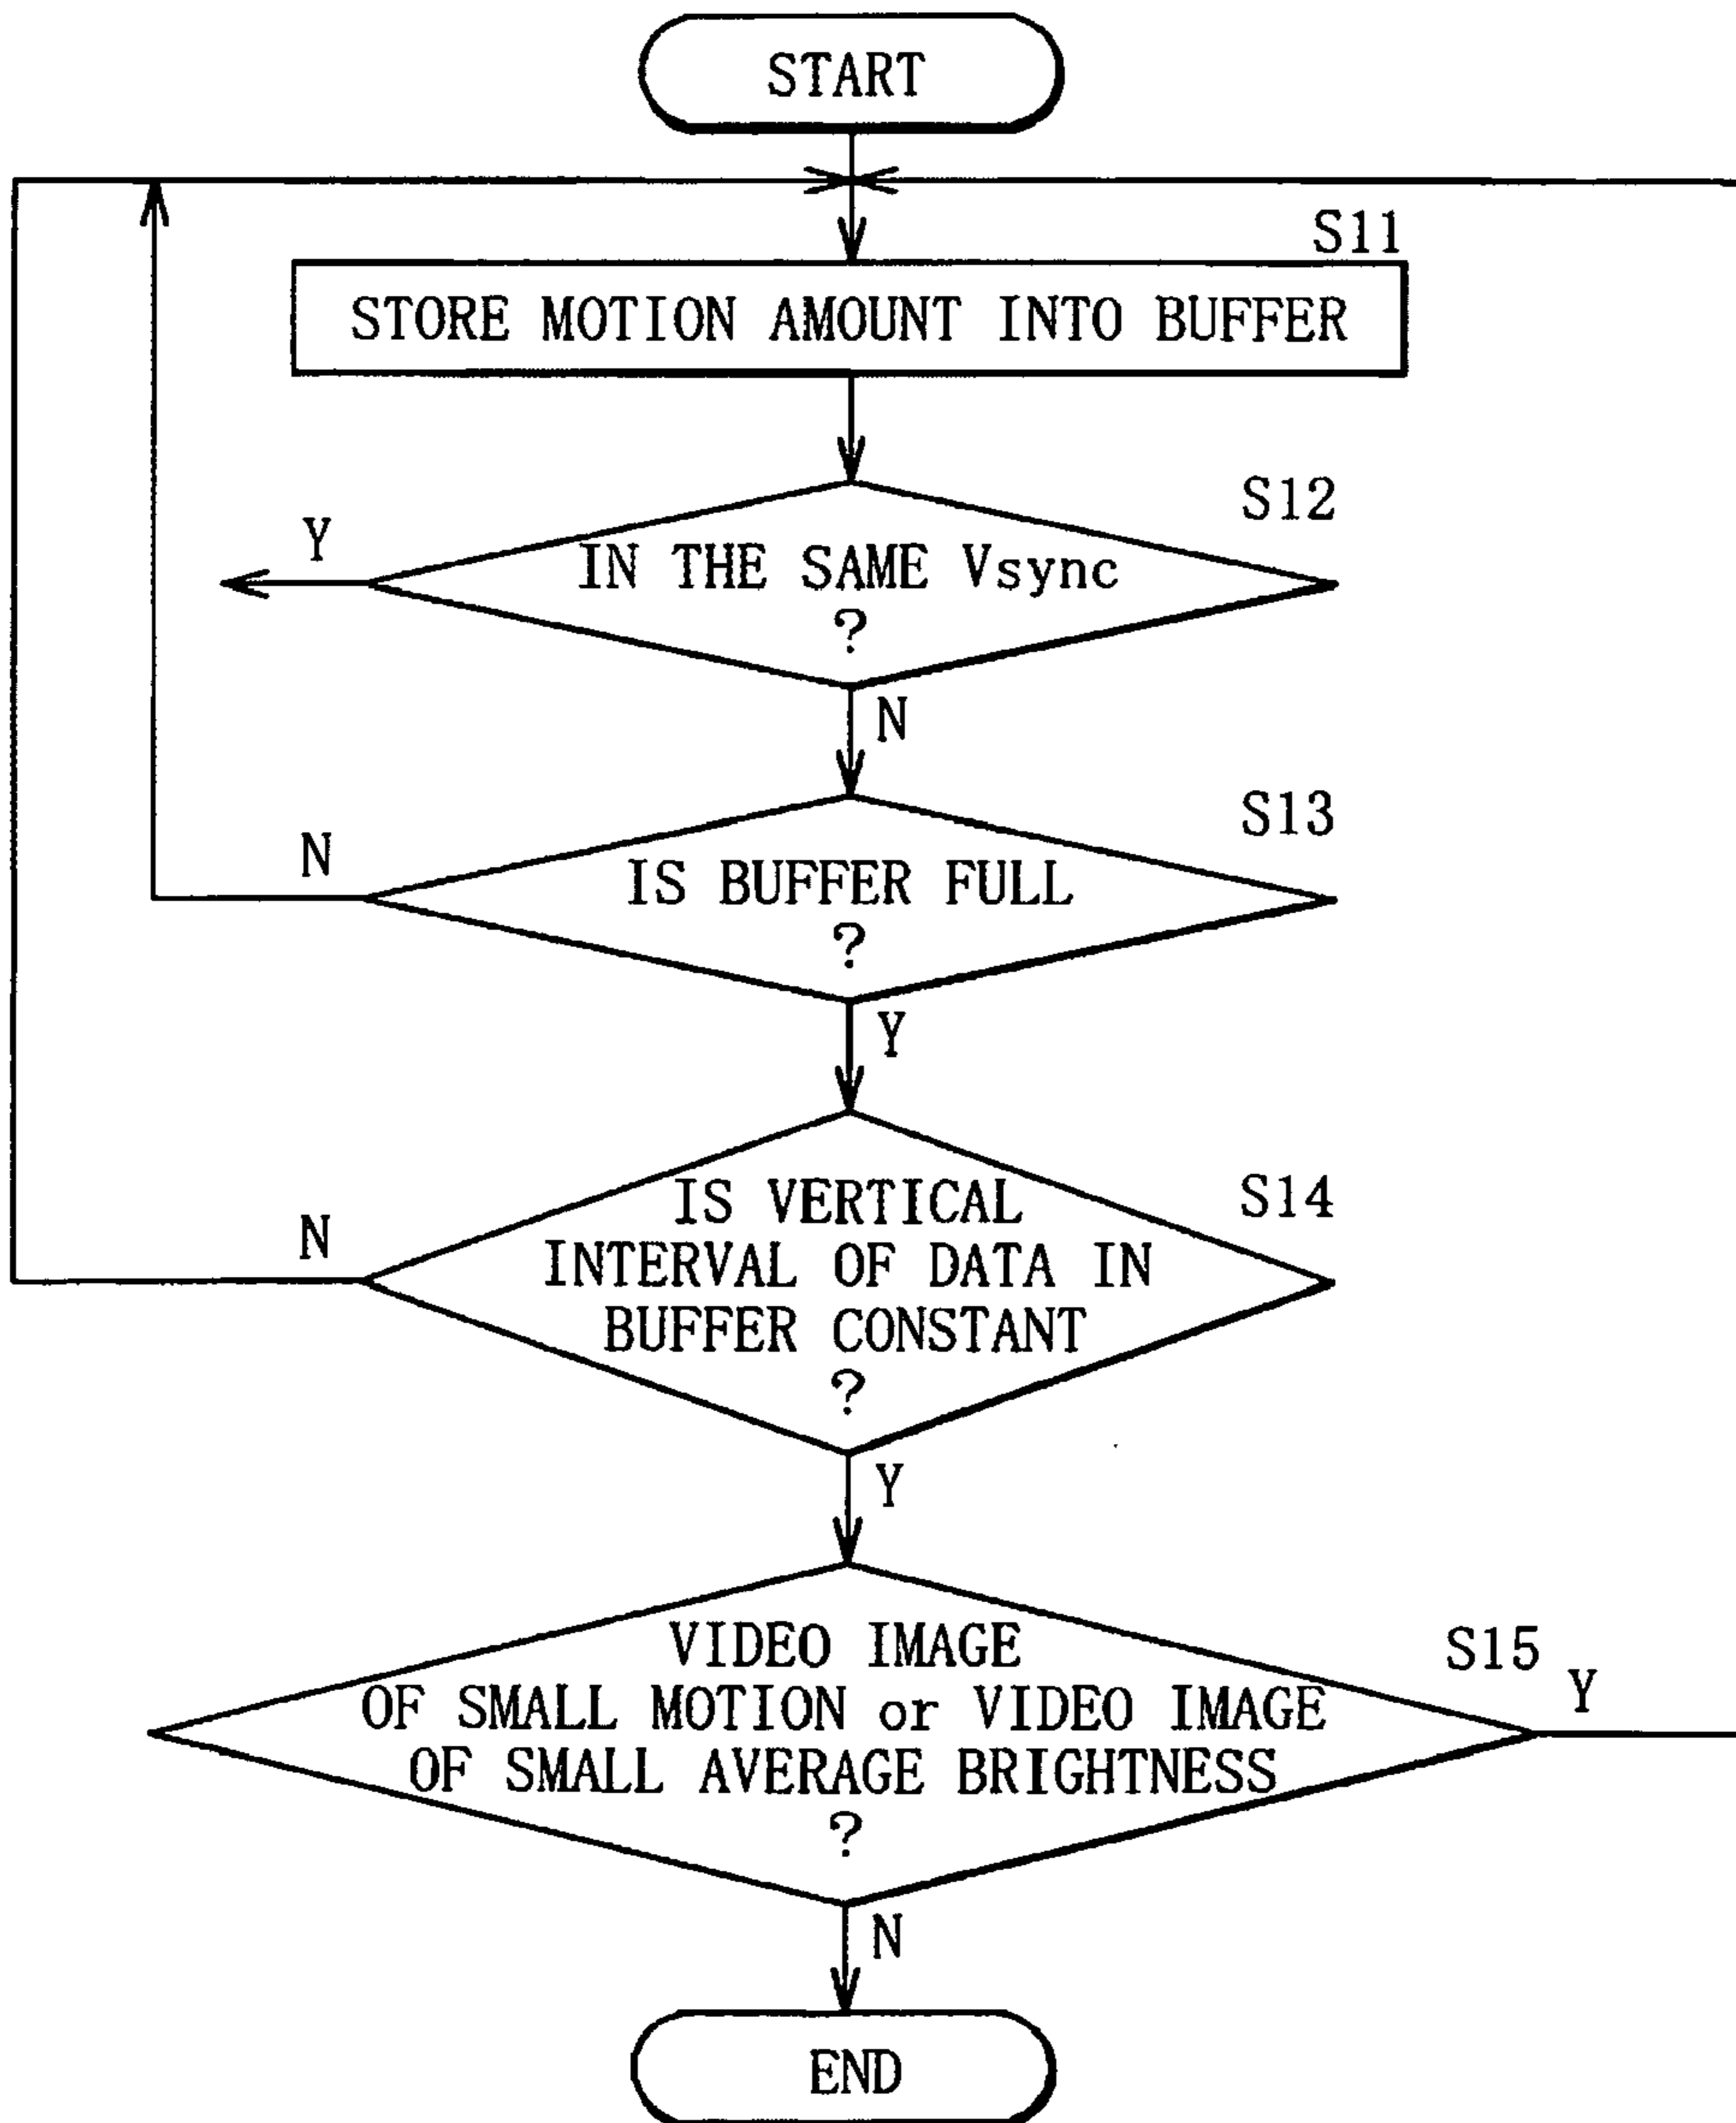 START
S11
STORE MOTION AMOUNT INTO BUFFER
S12
Y
IN THE SAME Vsync
?
N
S13
N
IS BUFFER FULL
?
Y
S14
N
IS VERTICAL
INTERVAL OF DATA IN
BUFFER CONSTANT
?
Y
S15
Y
VIDEO IMAGE
OF SMALL MOTION or VIDEO IMAGE
OF SMALL AVERAGE BRIGHTNESS
?
N
END